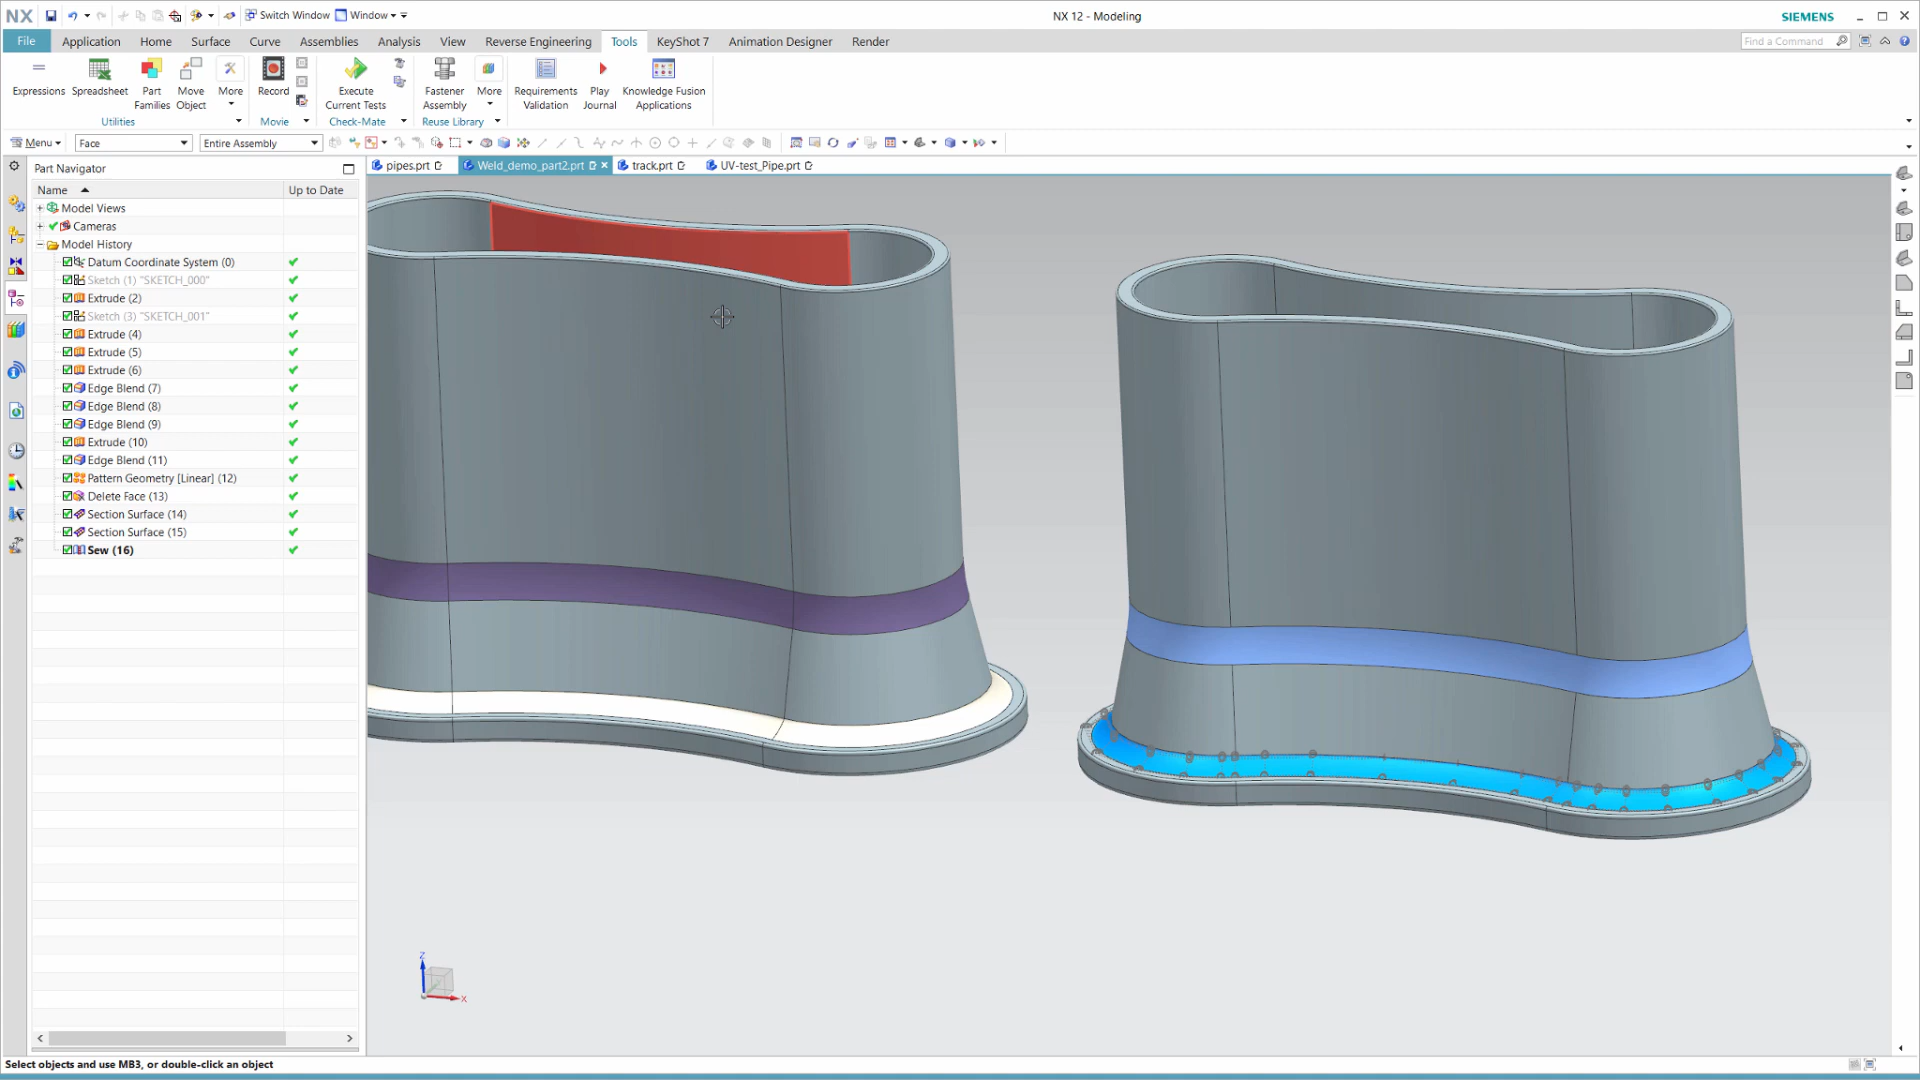 NX
Switch Window
Window
NX 12 - Modeling
SIEMENS
File
Application
Home
Surface
Curve
Assemblies
Analysis
View
Reverse Engineering
Tools
KeyShot 7
Animation Designer
Render
Find a Command
Expressions
Spreadsheet
Part Families
Move Object
More
Record
Execute Current Tests
Fastener Assembly
More
Requirements Validation
Play Journal
Knowledge Fusion Applications
Utilities
Movie
Check-Mate
Reuse Library
Menu
Face
Entire Assembly
Part Navigator
pipes.prt
Weld_demo_part2.prt
track.prt
UV-test_Pipe.prt
Name
Up to Date
Model Views
Cameras
Model History
Datum Coordinate System (0)
Sketch (1) "SKETCH_000"
Extrude (2)
Sketch (3) "SKETCH_001"
Extrude (4)
Extrude (5)
Extrude (6)
Edge Blend (7)
Edge Blend (8)
Edge Blend (9)
Extrude (10)
Edge Blend (11)
Pattern Geometry [Linear] (12)
Delete Face (13)
Section Surface (14)
Section Surface (15)
Sew (16)
Z
X
Select objects and use MB3, or double-click an object